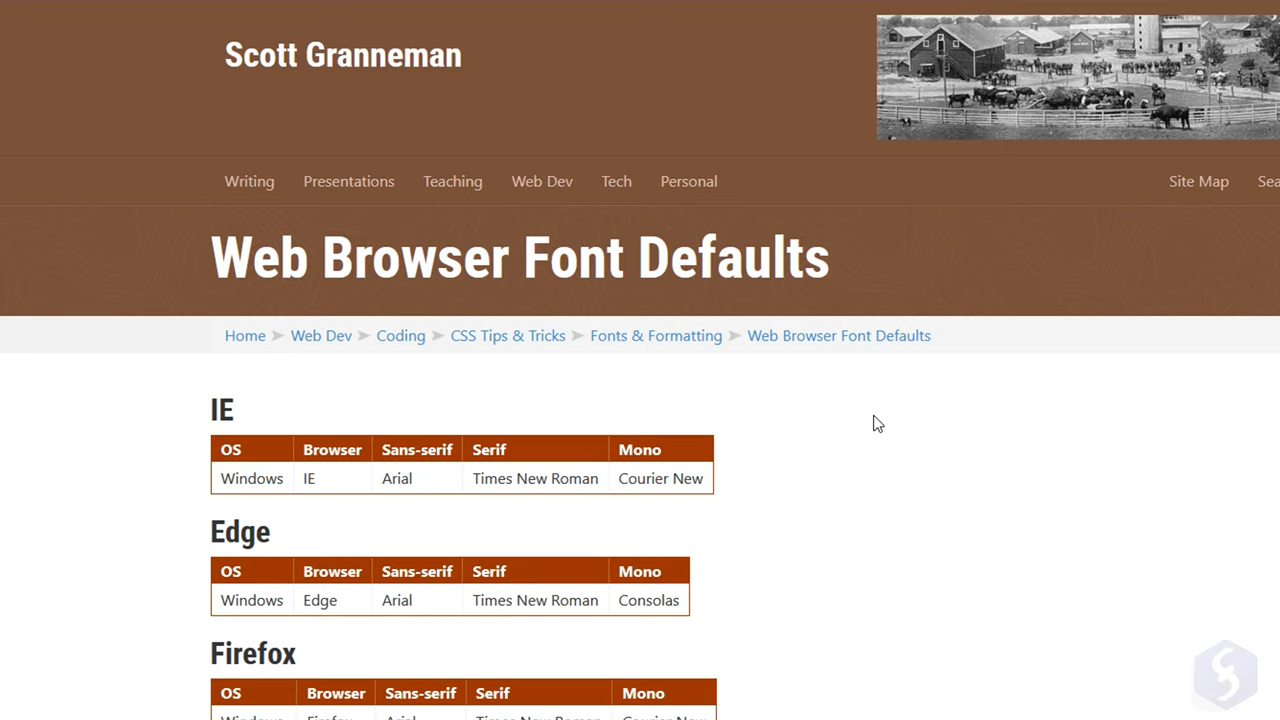 Scott Granneman
Writing Presentations Teaching Web Dev Tech Personal Site Map
Web Browser Font Defaults
Home ➤ Web Dev ➤ Coding ➤ CSS Tips & Tricks ➤ Fonts & Formatting ➤ Web Browser Font Defaults
IE
OS Browser Sans-serif Serif Mono
Windows IE Arial Times New Roman Courier New
Edge
OS Browser Sans-serif Serif Mono
Windows Edge Arial Times New Roman Consolas
Firefox
OS Browser Sans-serif Serif Mono